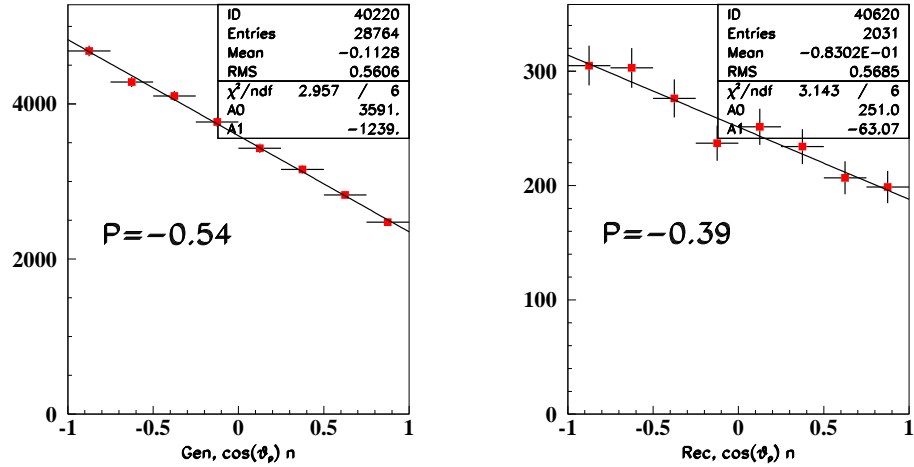 ID 40220
Entries 28764
Mean -0.1128
RMS 0.5606
χ²/ndf 2.957 / 6
A0 3591.
A1 -1239.
4000
P=-0.54
2000
0
-1 -0.5 0 0.5 1
Gen, cos(ϑp) n
ID 40620
Entries 2031
Mean -0.8302E-01
RMS 0.5685
χ²/ndf 3.143 / 6
A0 251.0
A1 -63.07
300
200
P=-0.39
100
0
-1 -0.5 0 0.5 1
Rec, cos(ϑp) n